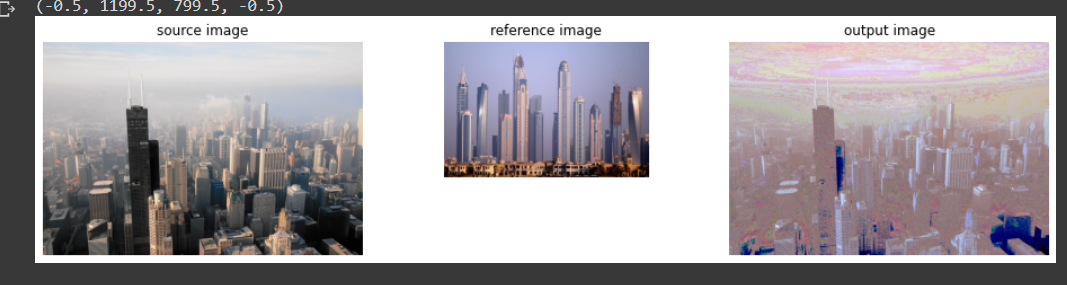 (-0.5, 1199.5, 799.5, -0.5)
source image
reference image
output image